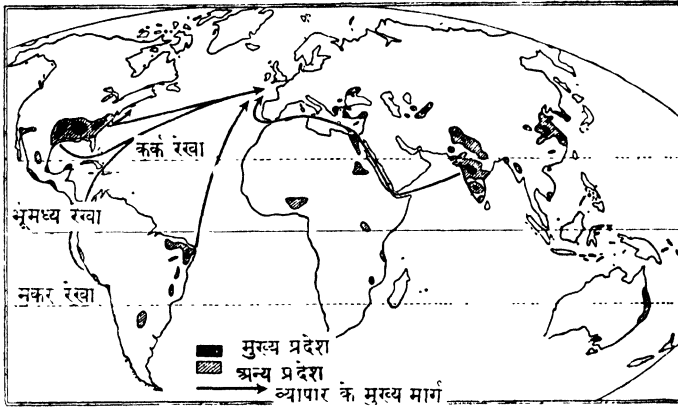 कर्क रेखा
भूमध्य रेखा
मकर रेखा
मुख्य प्रदेश
अन्य प्रदेश
व्यापार के मुख्य मार्ग